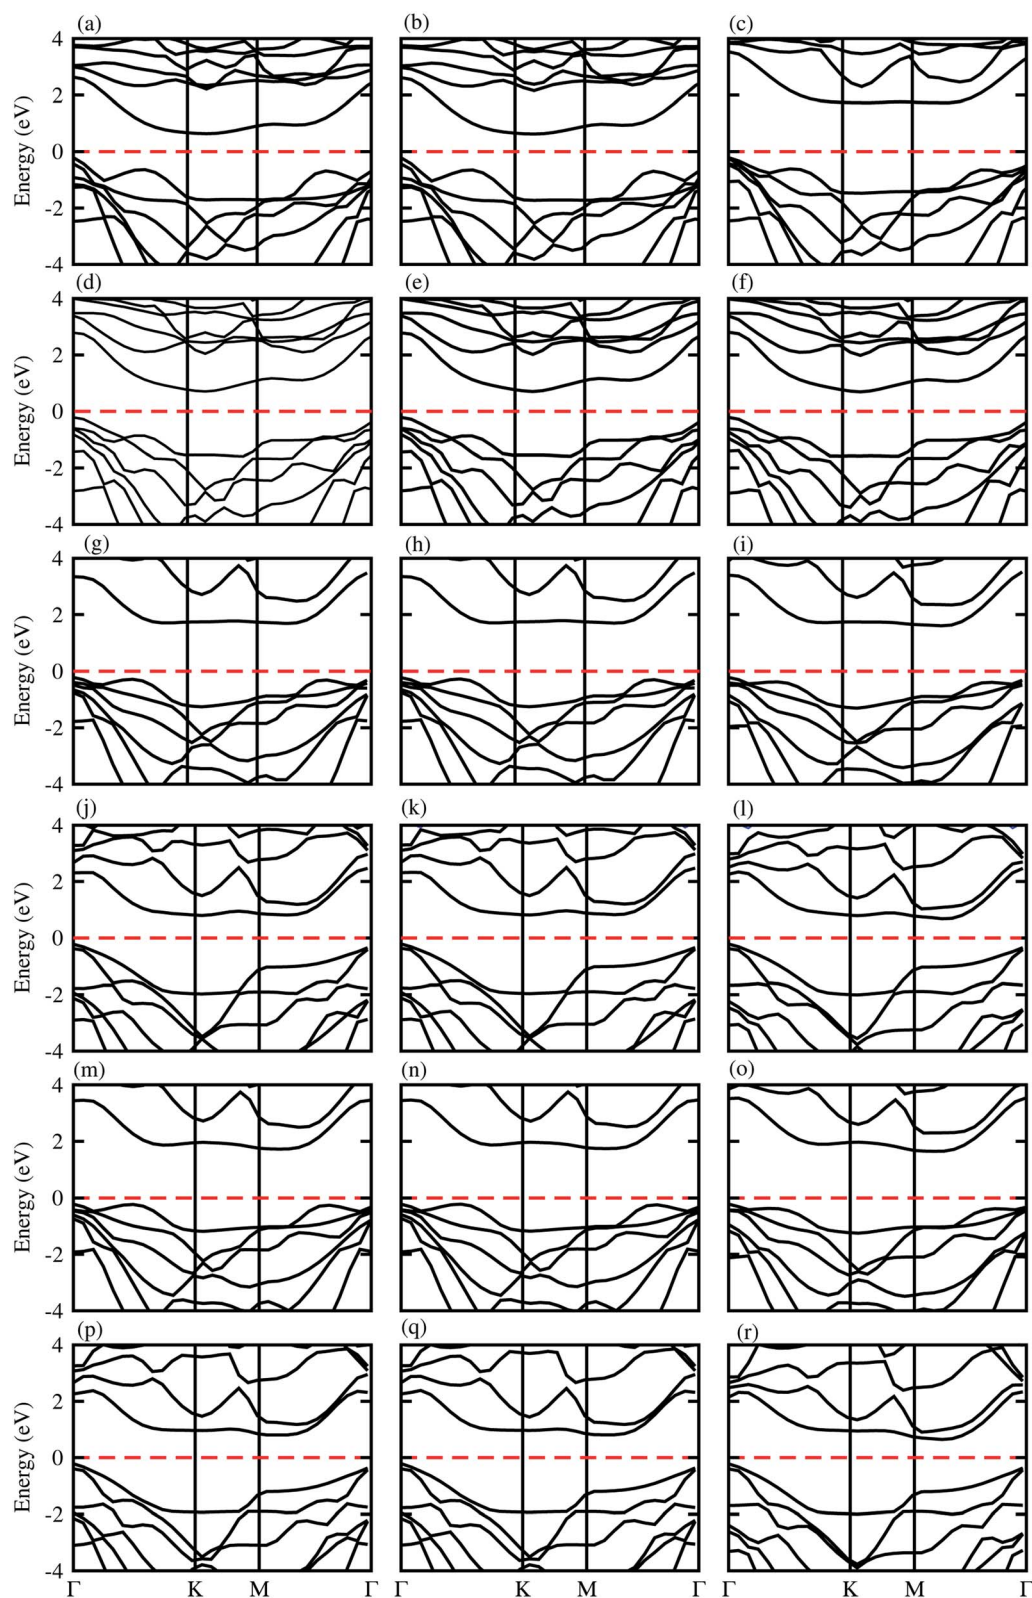 (a) (b) (c)
4 2 0 -2 -4
Energy (eV)
(d) (e) (f)
4 2 0 -2 -4
Energy (eV)
(g) (h) (i)
4 2 0 -2 -4
Energy (eV)
(j) (k) (l)
4 2 0 -2 -4
Energy (eV)
(m) (n) (o)
4 2 0 -2 -4
Energy (eV)
(p) (q) (r)
4 2 0 -2 -4
Energy (eV)
Γ K M Γ Γ K M Γ Γ K M Γ